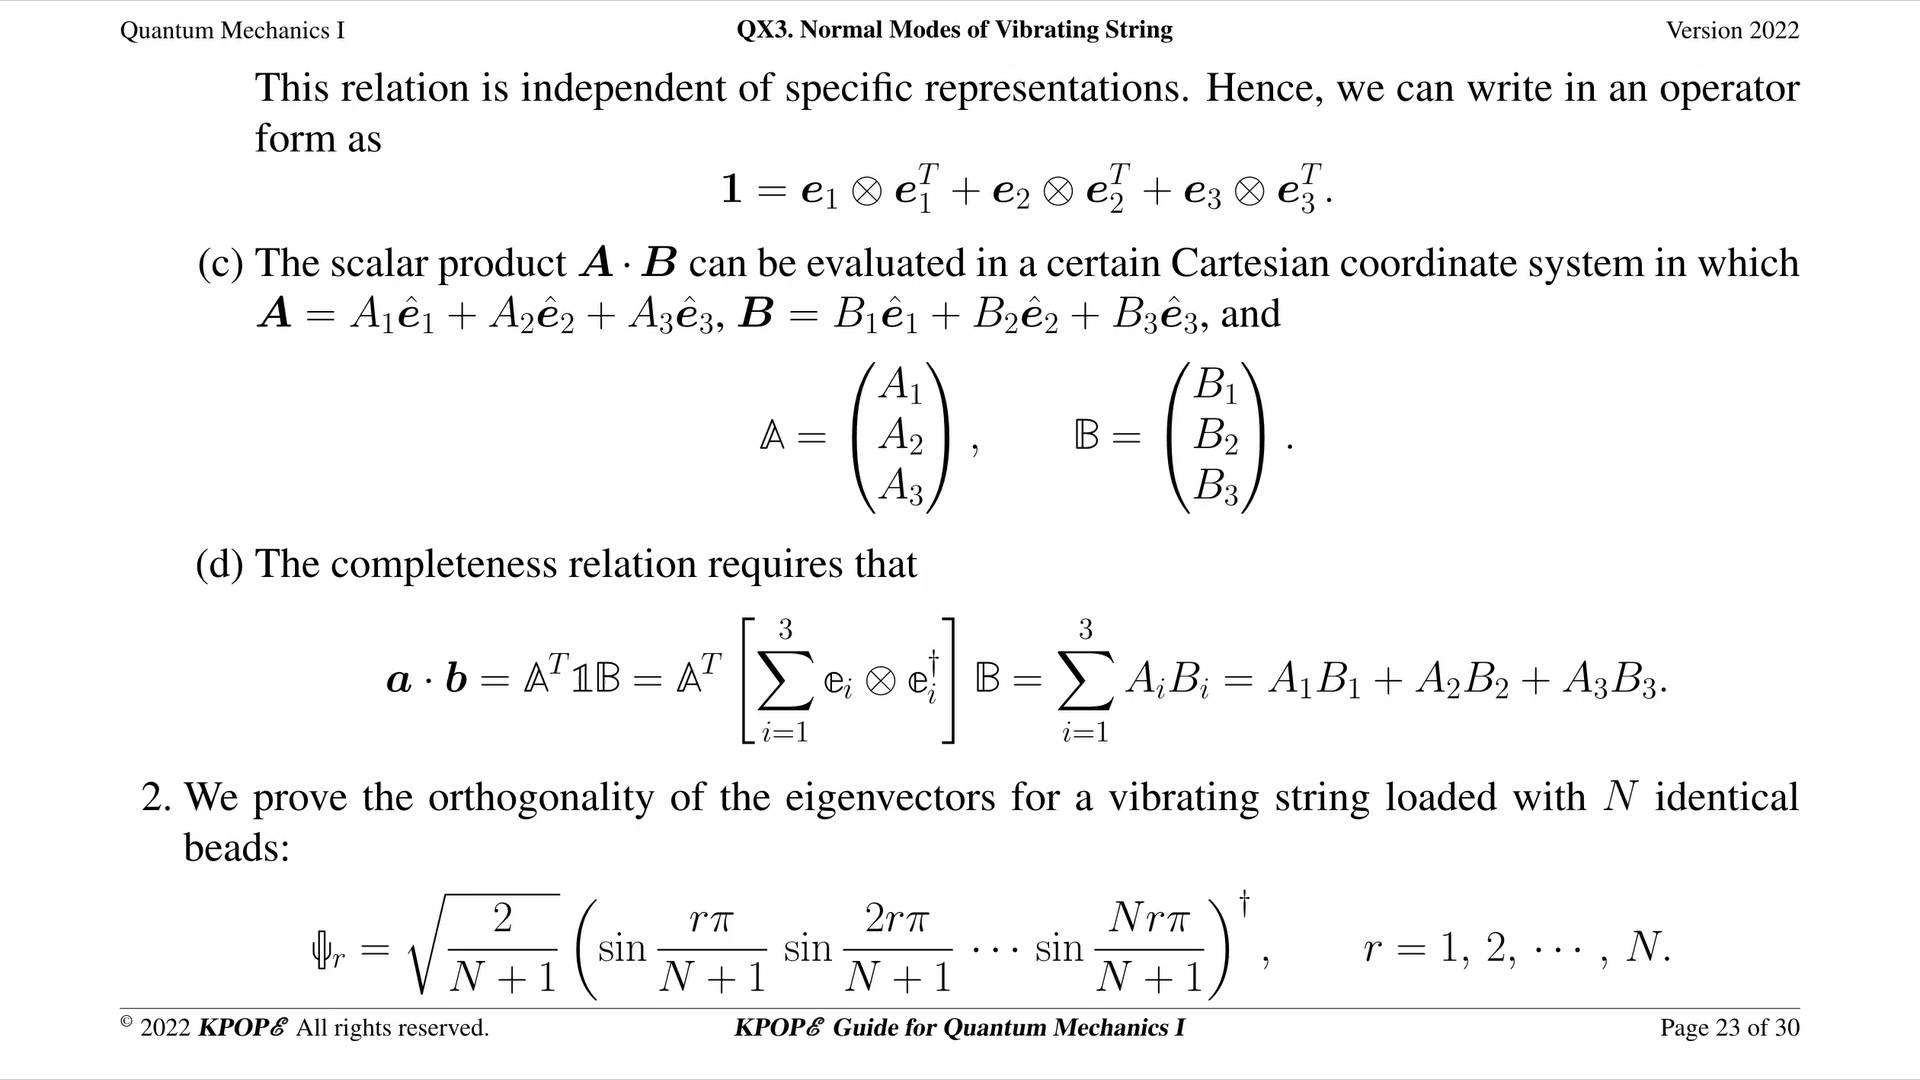 Quantum Mechanics I QX3. Normal Modes of Vibrating String Version 2022
This relation is independent of specific representations. Hence, we can write in an operator
form as
𝟏 = 𝒆₁ ⊗ 𝒆₁ᵀ + 𝒆₂ ⊗ 𝒆₂ᵀ + 𝒆₃ ⊗ 𝒆₃ᵀ.
(c) The scalar product 𝑨 · 𝑩 can be evaluated in a certain Cartesian coordinate system in which
𝑨 = A₁ê₁ + A₂ê₂ + A₃ê₃, 𝑩 = B₁ê₁ + B₂ê₂ + B₃ê₃, and
𝔸 = (A₁ A₂ A₃), 𝔹 = (B₁ B₂ B₃).
(d) The completeness relation requires that
𝒂 · 𝒃 = 𝔸ᵀ𝟙𝔹 = 𝔸ᵀ [∑_{i=1}^{3} 𝕖ᵢ ⊗ 𝕖ᵢ†] 𝔹 = ∑_{i=1}^{3} AᵢBᵢ = A₁B₁ + A₂B₂ + A₃B₃.
2. We prove the orthogonality of the eigenvectors for a vibrating string loaded with N identical
beads:
ψᵣ = √(2/(N + 1)) (sin rπ/(N + 1) sin 2rπ/(N + 1) ··· sin Nrπ/(N + 1))†, r = 1, 2, ··· , N.
© 2022 KPOPℰ All rights reserved. KPOPℰ Guide for Quantum Mechanics I Page 23 of 30